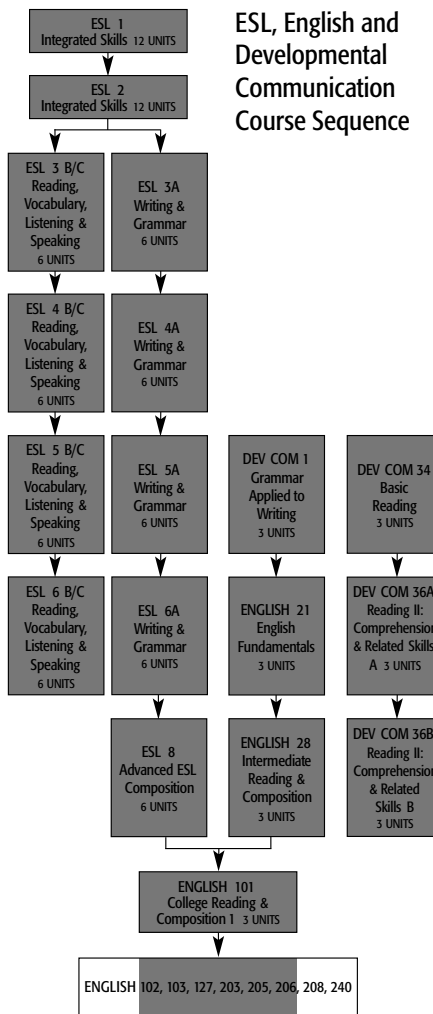 ESL, English and
Developmental
Communication
Course Sequence
ESL 1
Integrated Skills 12 UNITS
ESL 2
Integrated Skills 12 UNITS
ESL 3 B/C
Reading,
Vocabulary,
Listening &
Speaking
6 UNITS
ESL 3A
Writing &
Grammar
6 UNITS
ESL 4 B/C
Reading,
Vocabulary,
Listening &
Speaking
6 UNITS
ESL 4A
Writing &
Grammar
6 UNITS
ESL 5 B/C
Reading,
Vocabulary,
Listening &
Speaking
6 UNITS
ESL 5A
Writing &
Grammar
6 UNITS
DEV COM 1
Grammar
Applied to
Writing
3 UNITS
DEV COM 34
Basic
Reading
3 UNITS
ESL 6 B/C
Reading,
Vocabulary,
Listening &
Speaking
6 UNITS
ESL 6A
Writing &
Grammar
6 UNITS
ENGLISH 21
English
Fundamentals
3 UNITS
DEV COM 36A
Reading II:
Comprehension
& Related Skills
A 3 UNITS
ESL 8
Advanced ESL
Composition
6 UNITS
ENGLISH 28
Intermediate
Reading &
Composition
3 UNITS
DEV COM 36B
Reading II:
Comprehension
& Related
Skills B
3 UNITS
ENGLISH 101
College Reading &
Composition 1 3 UNITS
ENGLISH 102, 103, 127, 203, 205, 206, 208, 240